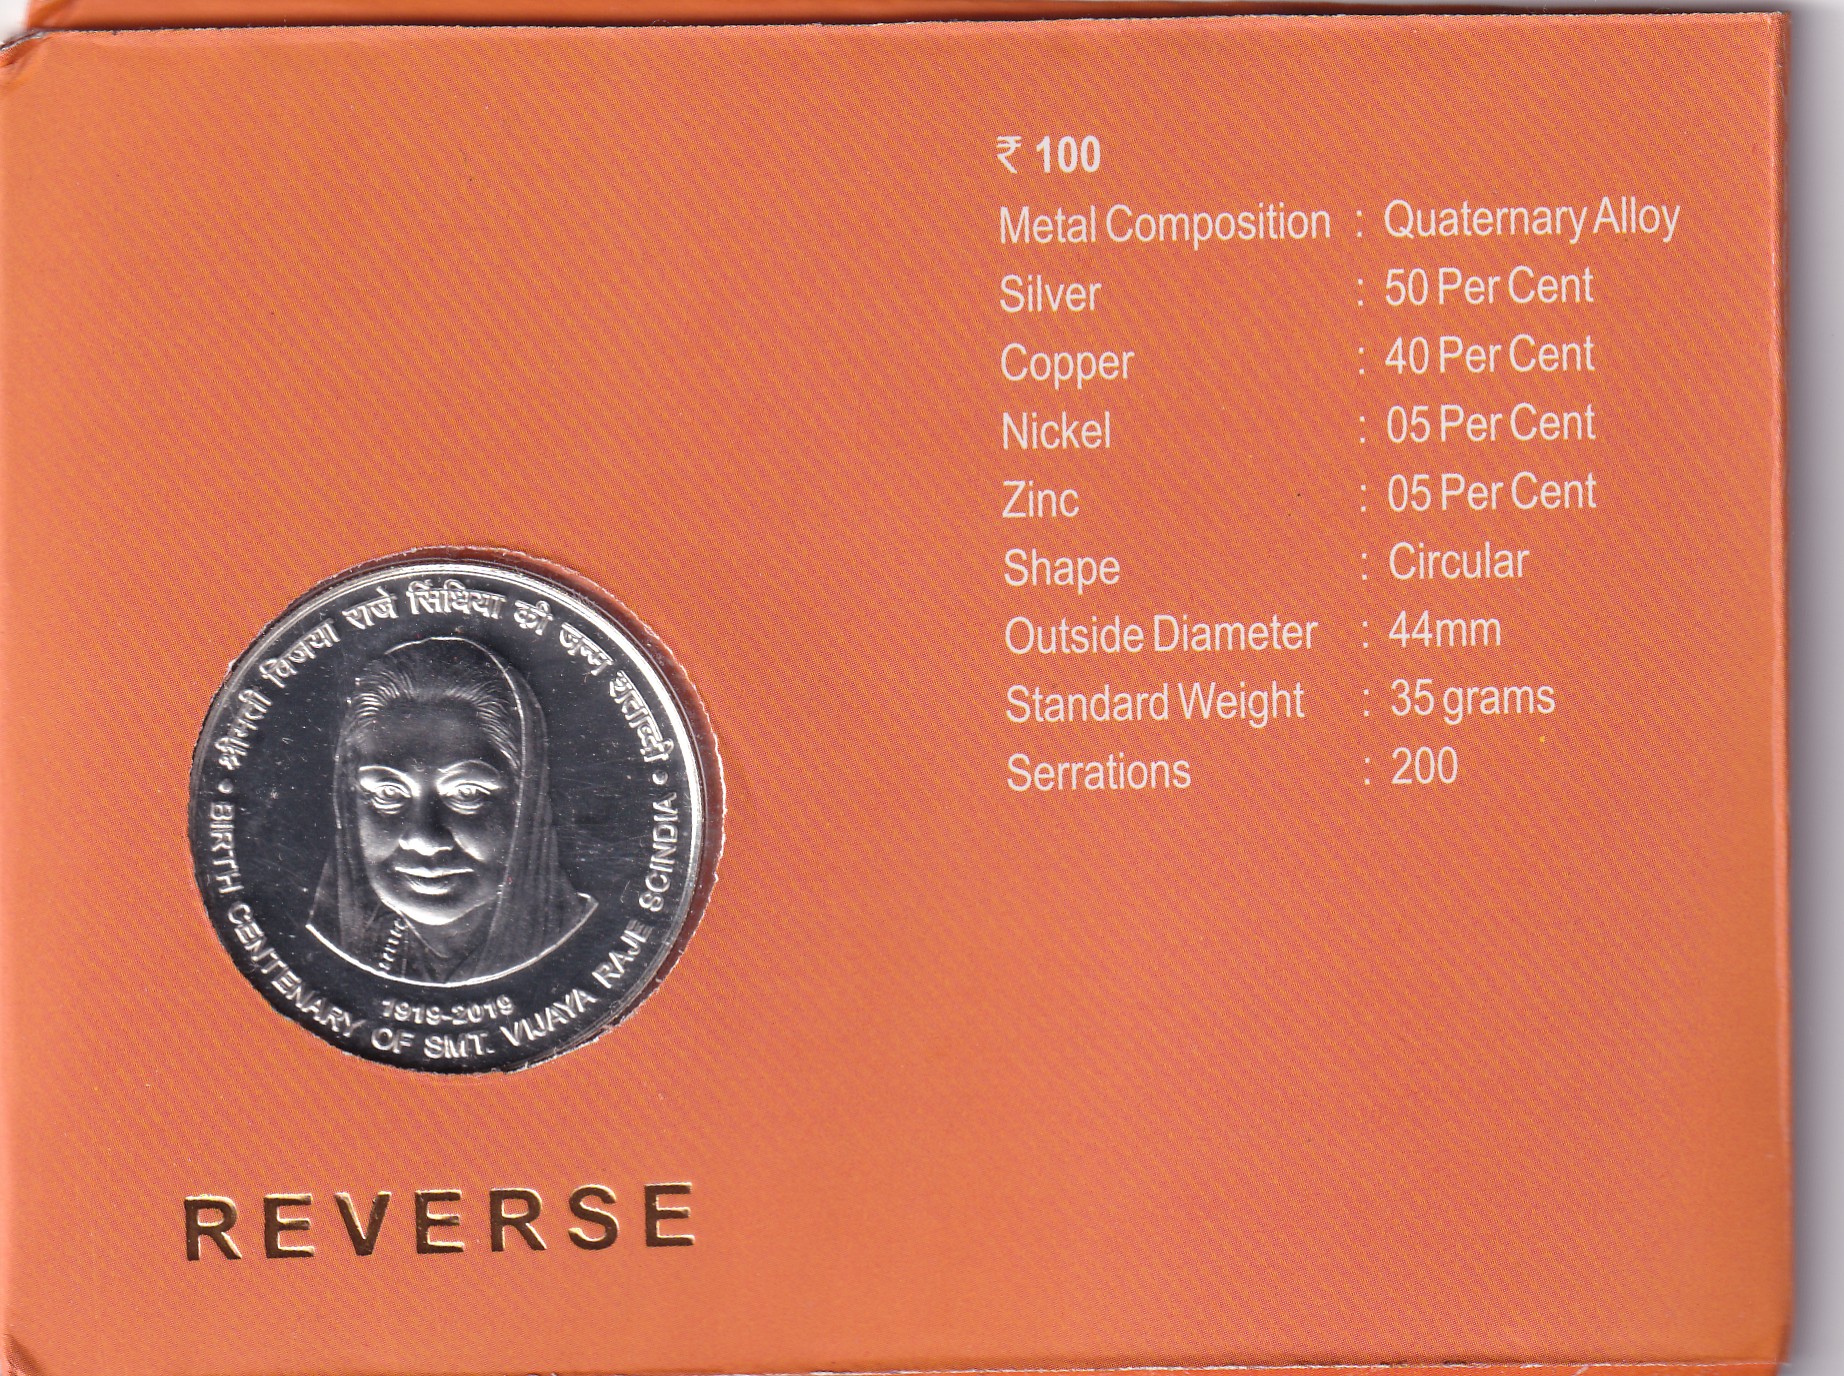 ₹ 100
Metal Composition : Quaternary Alloy
Silver : 50 Per Cent
Copper : 40 Per Cent
Nickel : 05 Per Cent
Zinc : 05 Per Cent
Shape : Circular
Outside Diameter : 44mm
Standard Weight : 35 grams
Serrations : 200
श्रीमती विजया राजे सिंधिया की जन्म शताब्दी
1919-2019
• BIRTH CENTENARY OF SMT. VIJAYA RAJE SCINDIA •
REVERSE